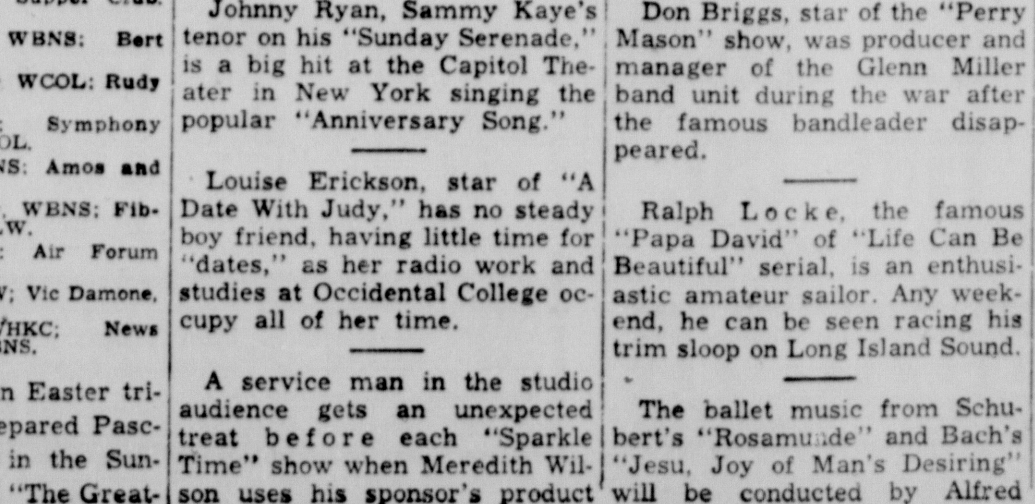 WBNS: Bert
WCOL: Rudy
Symphony
OL.
Amos and
WBNS; Fib-
W.
Air Forum
Vic Damone,
HKC; News
NS.
n Easter tri-
epared Pasc-
in the Sun-
"The Great-
Johnny Ryan, Sammy Kaye's
tenor on his "Sunday Serenade,"
is a big hit at the Capitol The-
ater in New York singing the
popular "Anniversary Song."
Louise Erickson, star of "A
Date With Judy," has no steady
boy friend, having little time for
"dates," as her radio work and
studies at Occidental College oc-
cupy all of her time.
A service man in the studio
audience gets an unexpected
treat before each "Sparkle
Time" show when Meredith Wil-
son uses his sponsor's product
Don Briggs, star of the "Perry
Mason" show, was producer and
manager of the Glenn Miller
band unit during the war after
the famous bandleader disap-
peared.
Ralph Locke, the famous
"Papa David" of "Life Can Be
Beautiful" serial, is an enthusi-
astic amateur sailor. Any week-
end, he can be seen racing his
trim sloop on Long Island Sound.
The ballet music from Schu-
bert's "Rosamunde" and Bach's
"Jesu, Joy of Man's Desiring"
will be conducted by Alfred